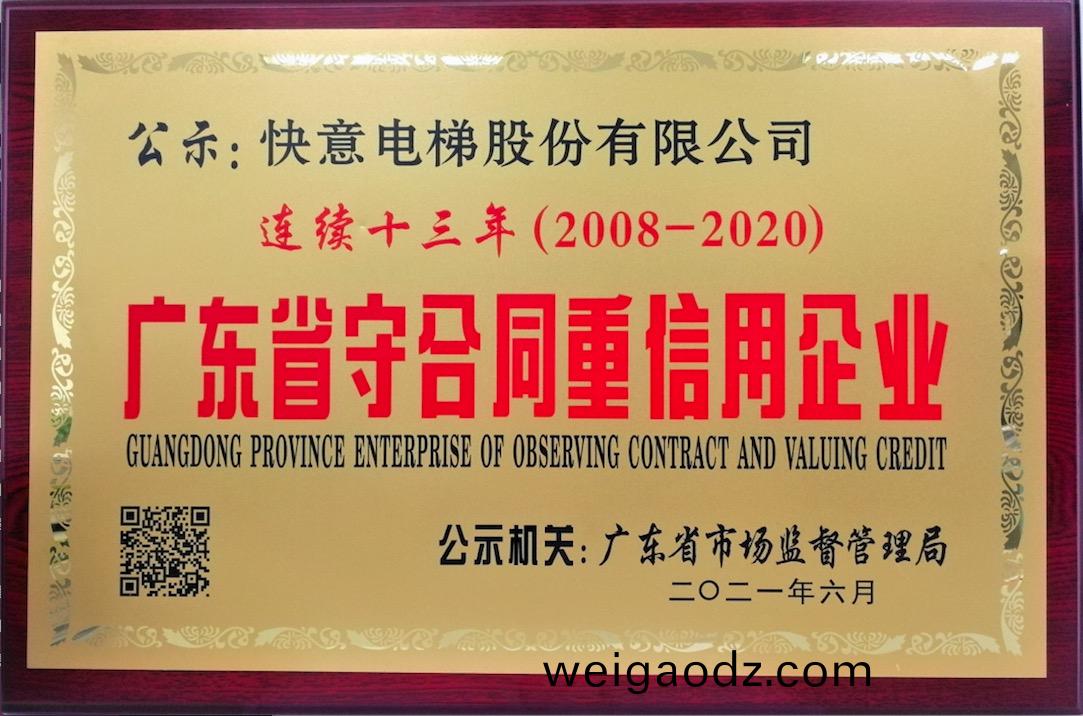 公示:快意电梯股份有限公司
连续十三年(2008-2020)
广东省守合同重信用企业
GUANGDONG PROVINCE ENTERPRISE OF OBSERVING CONTRACT AND VALUING CREDIT
公示机关:广东省市场监督管理局
二〇二一年六月
weigaodz.com